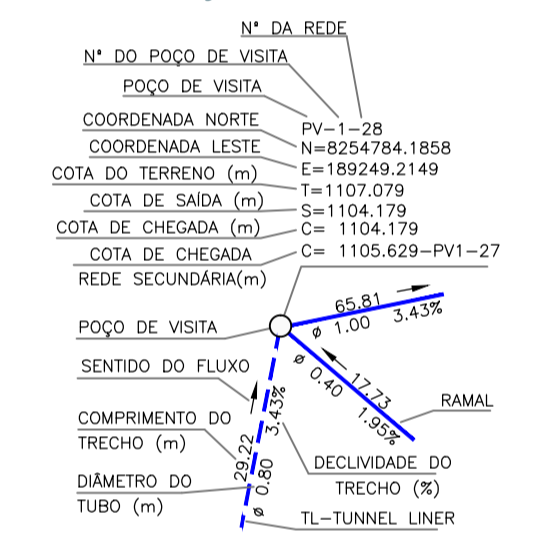 Nº DA REDE
Nº DO POÇO DE VISITA
POÇO DE VISITA
PV-1-28
COORDENADA NORTE
N=8254784.1858
COORDENADA LESTE
E=189249.2149
COTA DO TERRENO (m)
T=1107.079
COTA DE SAÍDA (m)
S=1104.179
COTA DE CHEGADA (m)
C= 1104.179
COTA DE CHEGADA
REDE SECUNDÁRIA(m)
C= 1105.629-PV1-27
65.81
ø 1.00 3.43%
POÇO DE VISITA
SENTIDO DO FLUXO
17.73
ø 0.40 1.95%
RAMAL
COMPRIMENTO DO
TRECHO (m)
29.22
3.43%
ø 0.80
DIÂMETRO DO
TUBO (m)
DECLIVIDADE DO
TRECHO (%)
TL-TUNNEL LINER